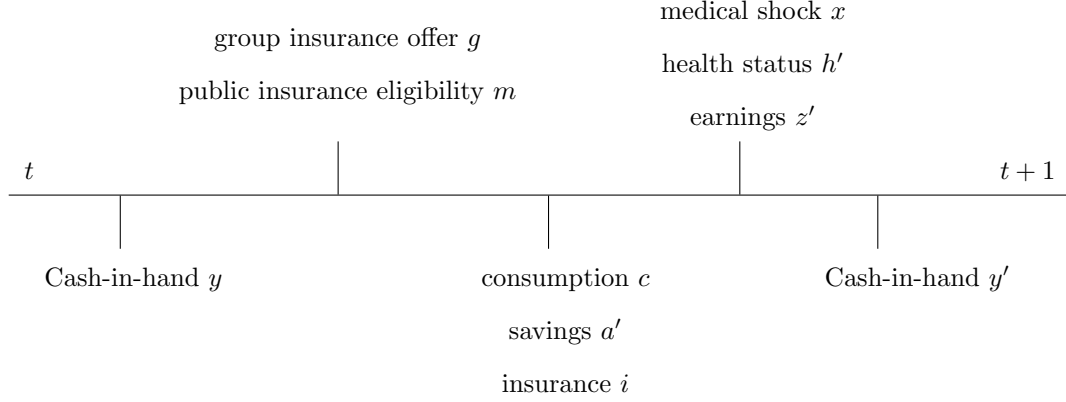 medical shock x
group insurance offer g
health status h′
public insurance eligibility m
earnings z′
t
t + 1
Cash-in-hand y
consumption c
Cash-in-hand y′
savings a′
insurance i